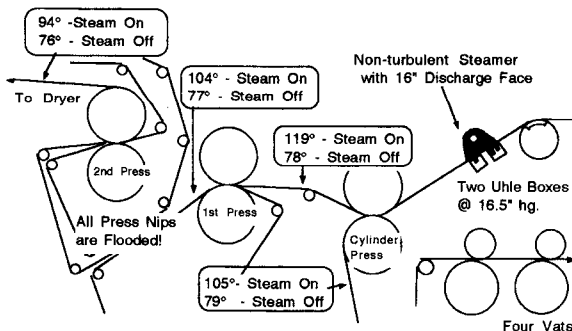 94° -Steam On
76° - Steam Off
To Dryer
104° - Steam On
77° - Steam Off
Non-turbulent Steamer
with 16" Discharge Face
119° - Steam On
78° - Steam Off
2nd Press
1st Press
Two Uhle Boxes
@ 16.5" hg.
All Press Nips
are Flooded!
Cylinder
Press
105°- Steam On
79° - Steam Off
Four Vats